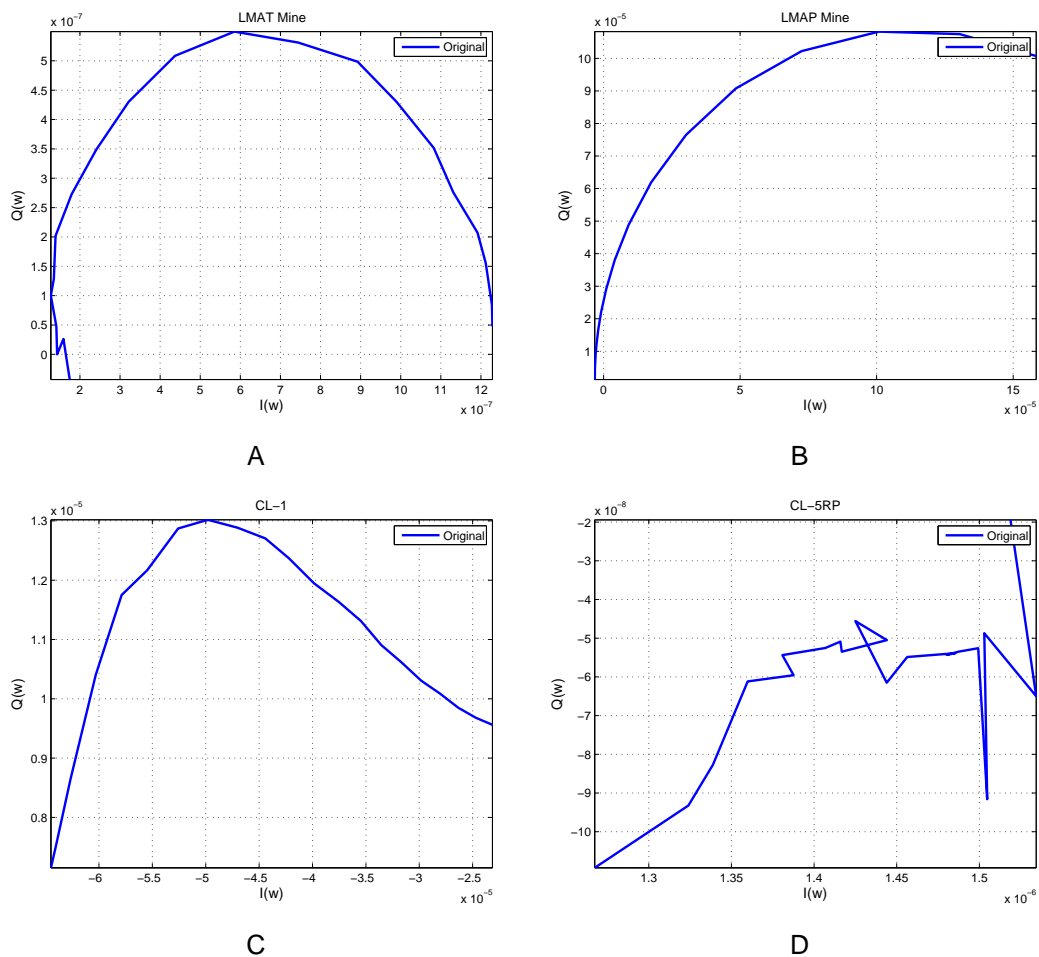 LMAT Mine
x 10⁻⁷
Original
5
4.5
4
3.5
3
2.5
2
1.5
1
0.5
0
Q(w)
2 3 4 5 6 7 8 9 10 11 12
I(w)
x 10⁻⁷
A
LMAP Mine
x 10⁻⁵
Original
10
9
8
7
6
5
4
3
2
1
Q(w)
0 5 10 15
I(w)
x 10⁻⁵
B
CL−1
x 10⁻⁵
Original
1.3
1.2
1.1
1
0.9
0.8
Q(w)
−6 −5.5 −5 −4.5 −4 −3.5 −3 −2.5
I(w)
x 10⁻⁵
C
CL−5RP
x 10⁻⁸
Original
−2
−3
−4
−5
−6
−7
−8
−9
−10
Q(w)
1.3 1.35 1.4 1.45 1.5
I(w)
x 10⁻⁶
D